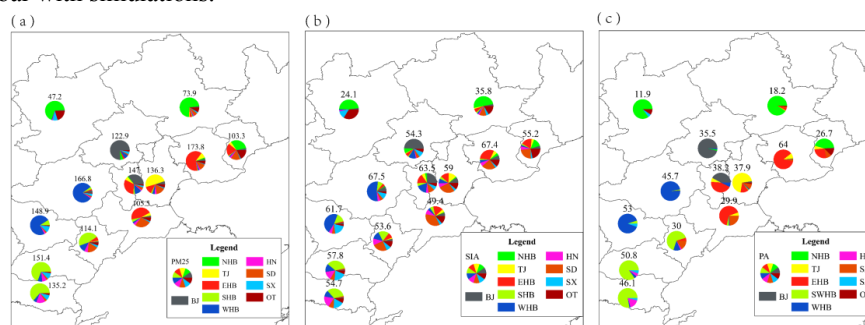 our with simulations.
( a )
47.2
73.9
122.9
103.3
173.8
147
136.3
166.8
105.5
148.9
114.1
151.4
135.2
Legend
PM25
NHB
HN
TJ
SD
EHB
SX
BJ
SHB
OT
WHB
( b )
24.1
35.8
54.3
55.2
67.4
63.5
59
67.5
49.4
61.7
53.6
57.8
54.7
Legend
SIA
NHB
HN
TJ
SD
EHB
SX
BJ
SHB
OT
WHB
( c )
11.9
18.2
35.5
26.7
64
38.2
37.9
45.7
29.9
53
30
50.8
46.1
Legend
PA
NHB
TJ
EHB
BJ
SWHB
WHB